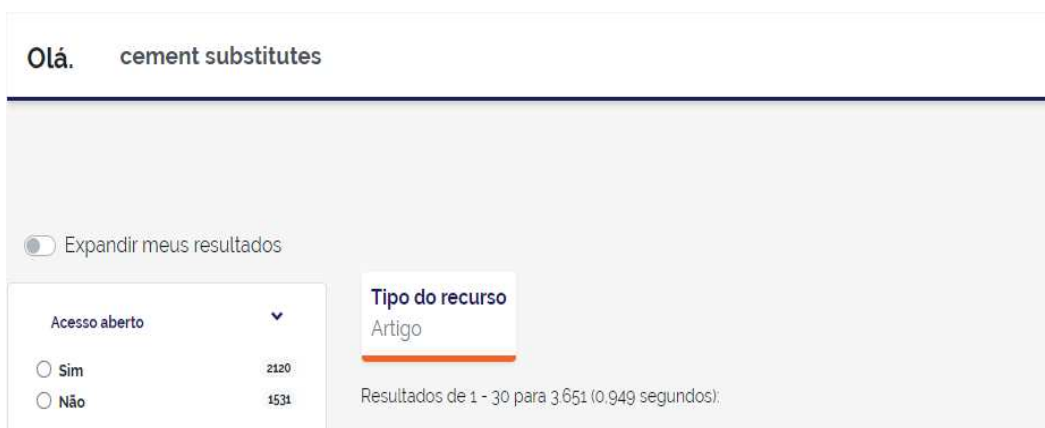 Olá. cement substitutes
Expandir meus resultados
Acesso aberto
Sim 2120
Não 1531
Tipo do recurso
Artigo
Resultados de 1 - 30 para 3.651 (0,949 segundos):